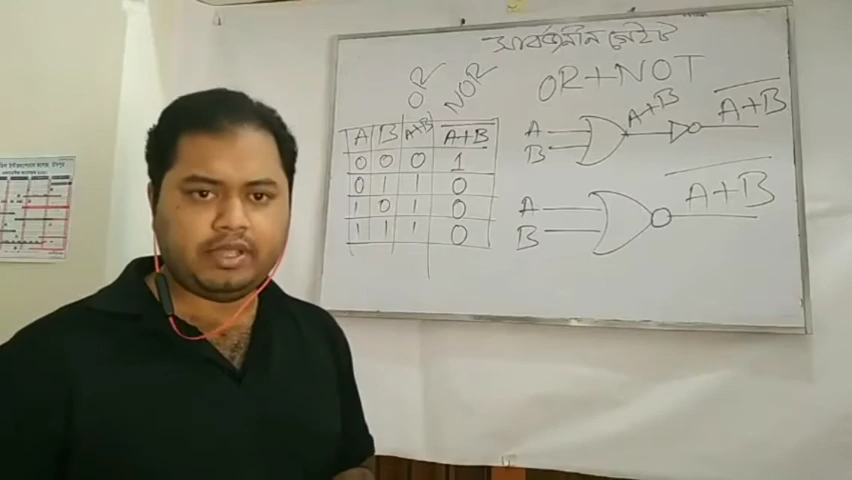 সার্বজনীন গেইট
OR+NOT
OR NOR
A B A+B A̅+̅B̅
0 0 0 1
0 1 1 0
1 0 1 0
1 1 1 0
A
B
A+B
A̅+̅B̅
A
B
A̅+̅B̅